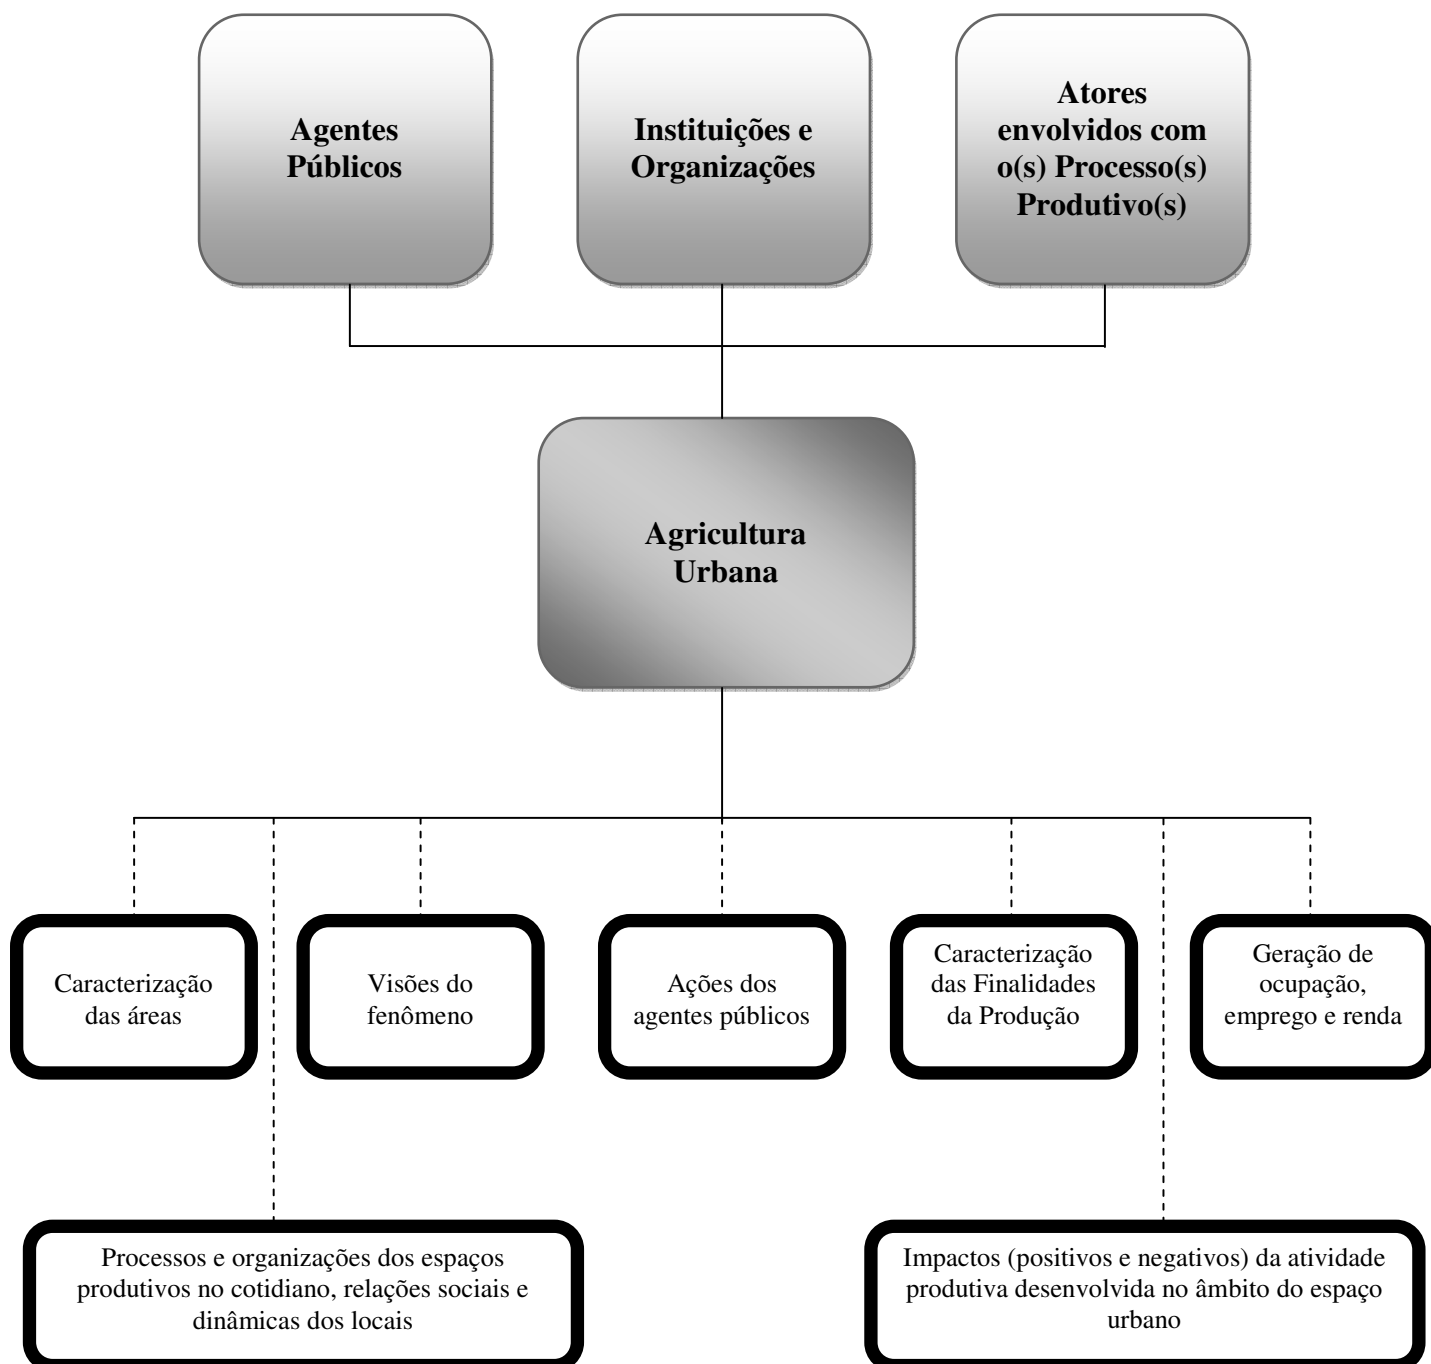 Agentes
Públicos
Instituições e
Organizações
Atores
envolvidos com
o(s) Processo(s)
Produtivo(s)
Agricultura
Urbana
Caracterização
das áreas
Visões do
fenômeno
Ações dos
agentes públicos
Caracterização
das Finalidades
da Produção
Geração de
ocupação,
emprego e renda
Processos e organizações dos espaços
produtivos no cotidiano, relações sociais e
dinâmicas dos locais
Impactos (positivos e negativos) da atividade
produtiva desenvolvida no âmbito do espaço
urbano